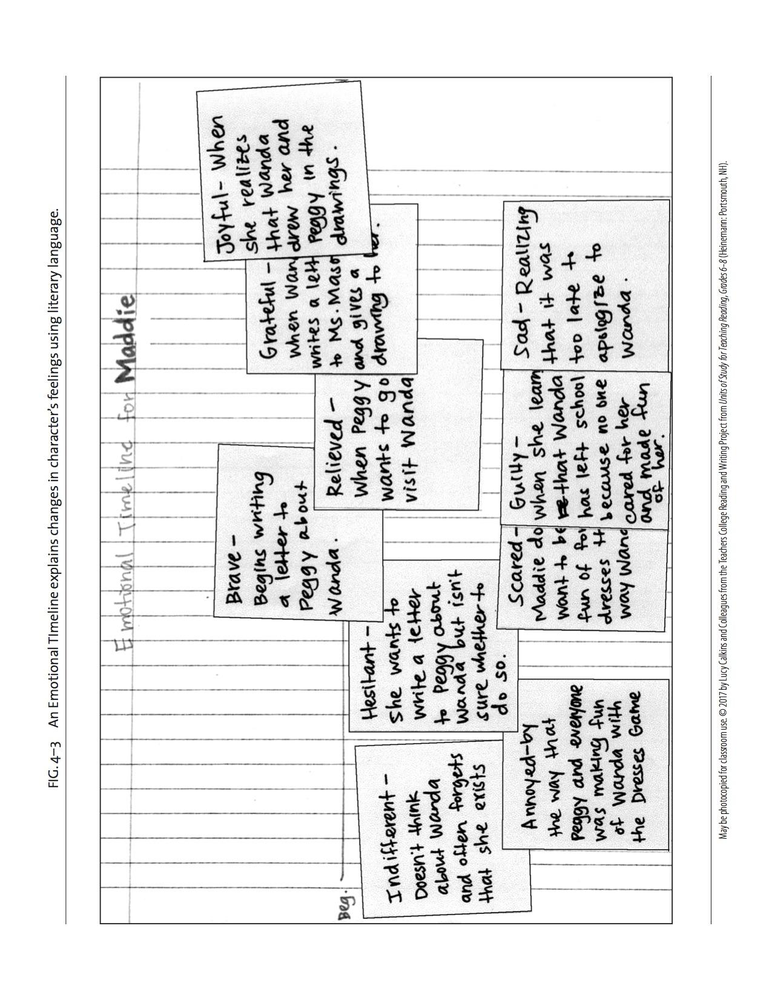 FIG. 4–3 An Emotional TImeline explains changes in character's feelings using literary language.
Emotional Timeline for Maddie
Beg.
Indifferent -
Doesn't think
about Wanda
and often forgets
that she exists
Annoyed-by
the way that
Peggy and everyone
was making fun
of Wanda with
the Dresses Game
Hesitant -
She wants to
write a letter
to Peggy about
Wanda but isn't
sure whether to
do so.
Brave -
Begins writing
a letter to
Peggy about
Wanda.
Scared-
Maddie do
want to be
fun of for
dresses th
way Wand
Relieved -
When Peggy
wants to go
visit Wanda
Guilty-
when she learn
that Wanda
has left school
because no one
cared for her
and made fun
of her.
Grateful -
When Wan
writes a lett
to Ms. Maso
and gives a
drawing to her.
Sad - Realizing
that it was
too late to
apologize to
Wanda.
Joyful - When
she realizes
that Wanda
drew her and
Peggy in the
drawings.
May be photocopied for classroom use. © 2017 by Lucy Calkins and Colleagues from the Teachers College Reading and Writing Project from Units of Study for Teaching Reading, Grades 6–8 (Heinemann: Portsmouth, NH).